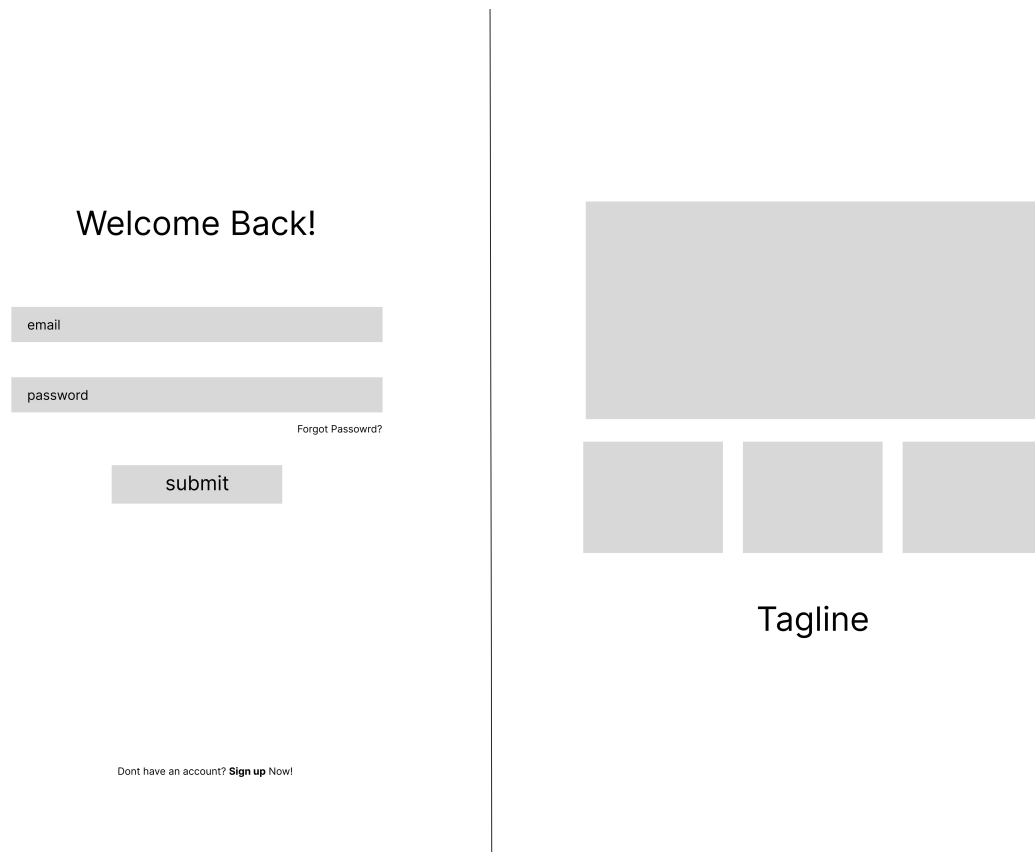 Welcome Back!
email
password
Forgot Passowrd?
submit
Dont have an account? Sign up Now!
Tagline